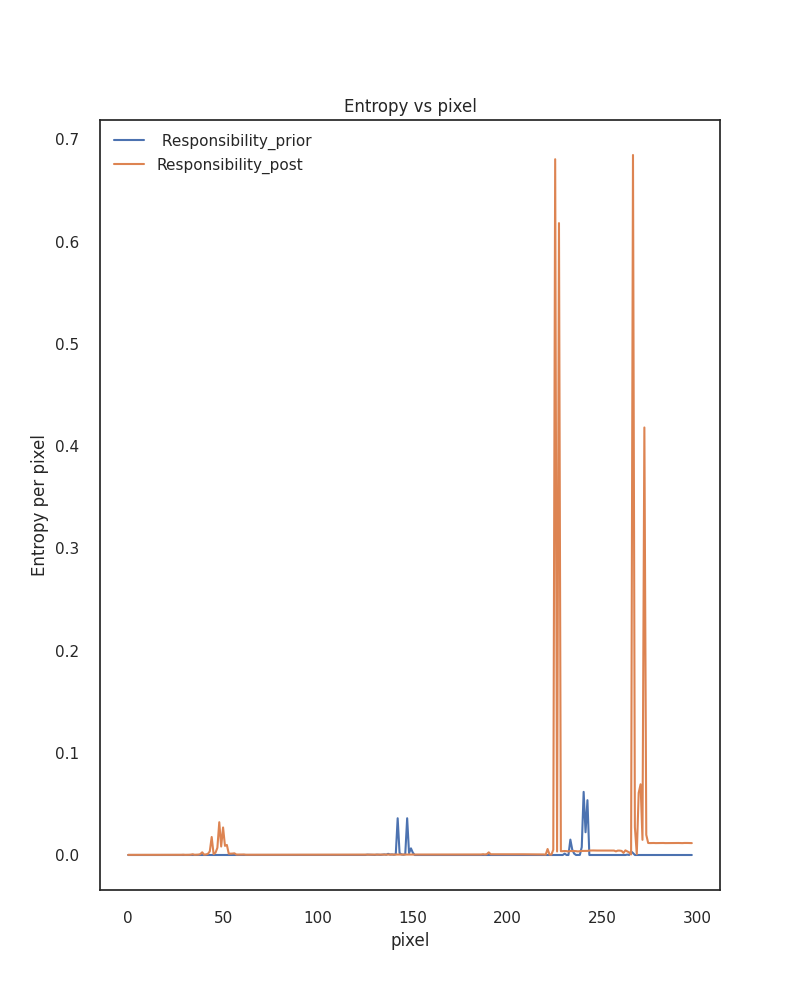 Entropy vs pixel
Responsibility_prior
Responsibility_post
Entropy per pixel
0.7
0.6
0.5
0.4
0.3
0.2
0.1
0.0
0 50 100 150 200 250 300
pixel